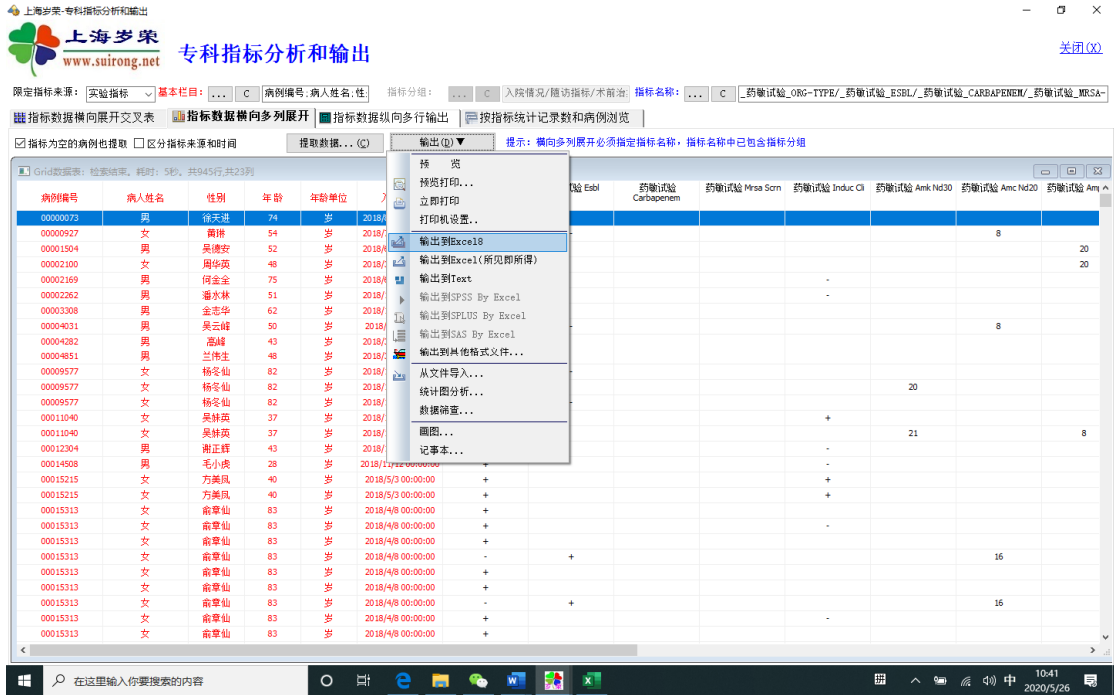 上海岁荣-专科指标分析和输出
上海岁荣
www.suirong.net
专科指标分析和输出
关闭(X)
限定指标来源: 实验指标 基本栏目: ... C 病例编号;病人姓名;性; 指标分组: ... C 入院情况/随访指标/术前治; 指标名称: ... C _药敏试验_ORG-TYPE/_药敏试验_ESBL/_药敏试验_CARBAPENEM/_药敏试验_MRSA-
指标数据横向展开交叉表 指标数据横向多列展开 指标数据纵向多行输出 按指标统计记录数和病例浏览
指标为空的病例也提取 区分指标来源和时间 提取数据...(C) 输出(D)▼ 提示: 横向多列展开必须指定指标名称, 指标名称中已包含指标分组
Grid数据表: 检索结束, 耗时: 5秒, 共945行,共23列
病例编号 病人姓名 性别 年龄 年龄单位 试验 Esbl 药敏试验 Carbapenem 药敏试验 Mrsa Scrn 药敏试验 Induc Cli 药敏试验 Amk Nd30 药敏试验 Amc Nd20 药敏试验
00000073 男 徐天进 74 岁 2018/
00000927 女 黄琳 54 岁 2018/ 8
00001504 男 吴德安 52 岁 2018/ 20
00002100 女 周华英 48 岁 2018/ 20
00002169 男 何金全 75 岁 2018/ -
00002262 男 潘水林 51 岁 2018/ -
00003308 男 金志华 62 岁 2018/
00004031 男 吴云峰 50 岁 2018/ 8
00004282 男 高峰 43 岁 2018/
00004851 男 兰伟生 48 岁 2018/
00009577 女 杨冬仙 82 岁 2018/
00009577 女 杨冬仙 82 岁 2018/ 20
00009577 女 杨冬仙 82 岁 2018/
00011040 女 吴妹英 37 岁 2018/ +
00011040 女 吴妹英 37 岁 2018/ 21 8
00012304 男 谢正辉 43 岁 2018/ -
00014508 男 毛小虎 28 岁 2018/11/12 00:00:00 + -
00015215 女 方美凤 40 岁 2018/5/3 00:00:00 + +
00015215 女 方美凤 40 岁 2018/5/3 00:00:00 + +
00015313 女 俞章仙 83 岁 2018/4/8 00:00:00 +
00015313 女 俞章仙 83 岁 2018/4/8 00:00:00 + -
00015313 女 俞章仙 83 岁 2018/4/8 00:00:00 +
00015313 女 俞章仙 83 岁 2018/4/8 00:00:00 - + 16
00015313 女 俞章仙 83 岁 2018/4/8 00:00:00 +
00015313 女 俞章仙 83 岁 2018/4/8 00:00:00 +
00015313 女 俞章仙 83 岁 2018/4/8 00:00:00 - + 16
00015313 女 俞章仙 83 岁 2018/4/8 00:00:00 + -
00015313 女 俞章仙 83 岁 2018/4/8 00:00:00 +
预 览
预览打印...
立即打印
打印机设置..
输出到Excel8
输出到Excel(所见即所得)
输出到Text
输出到SPSS By Excel
输出到SPLUS By Excel
输出到SAS By Excel
输出到其他格式文件...
从文件导入...
统计图分析...
数据筛查...
画图...
记事本...
在这里输入你要搜索的内容
中
10:41
2020/5/26